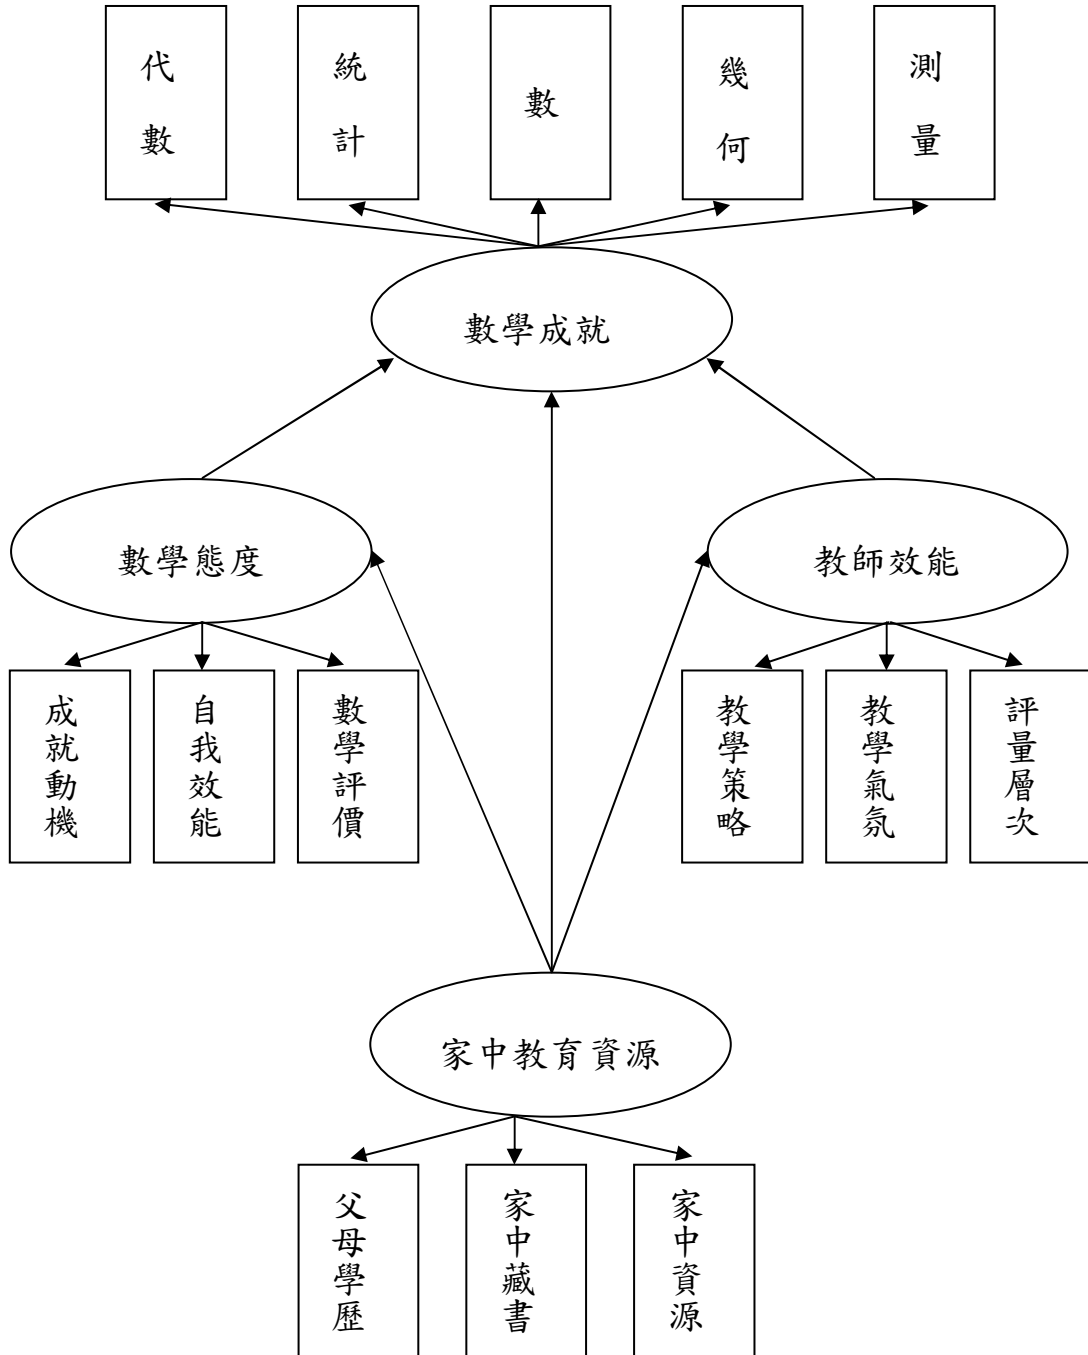 代數
統計
數
幾何
測量
數學成就
數學態度
教師效能
成就動機
自我效能
數學評價
教學策略
教學氣氛
評量層次
家中教育資源
父母學歷
家中藏書
家中資源